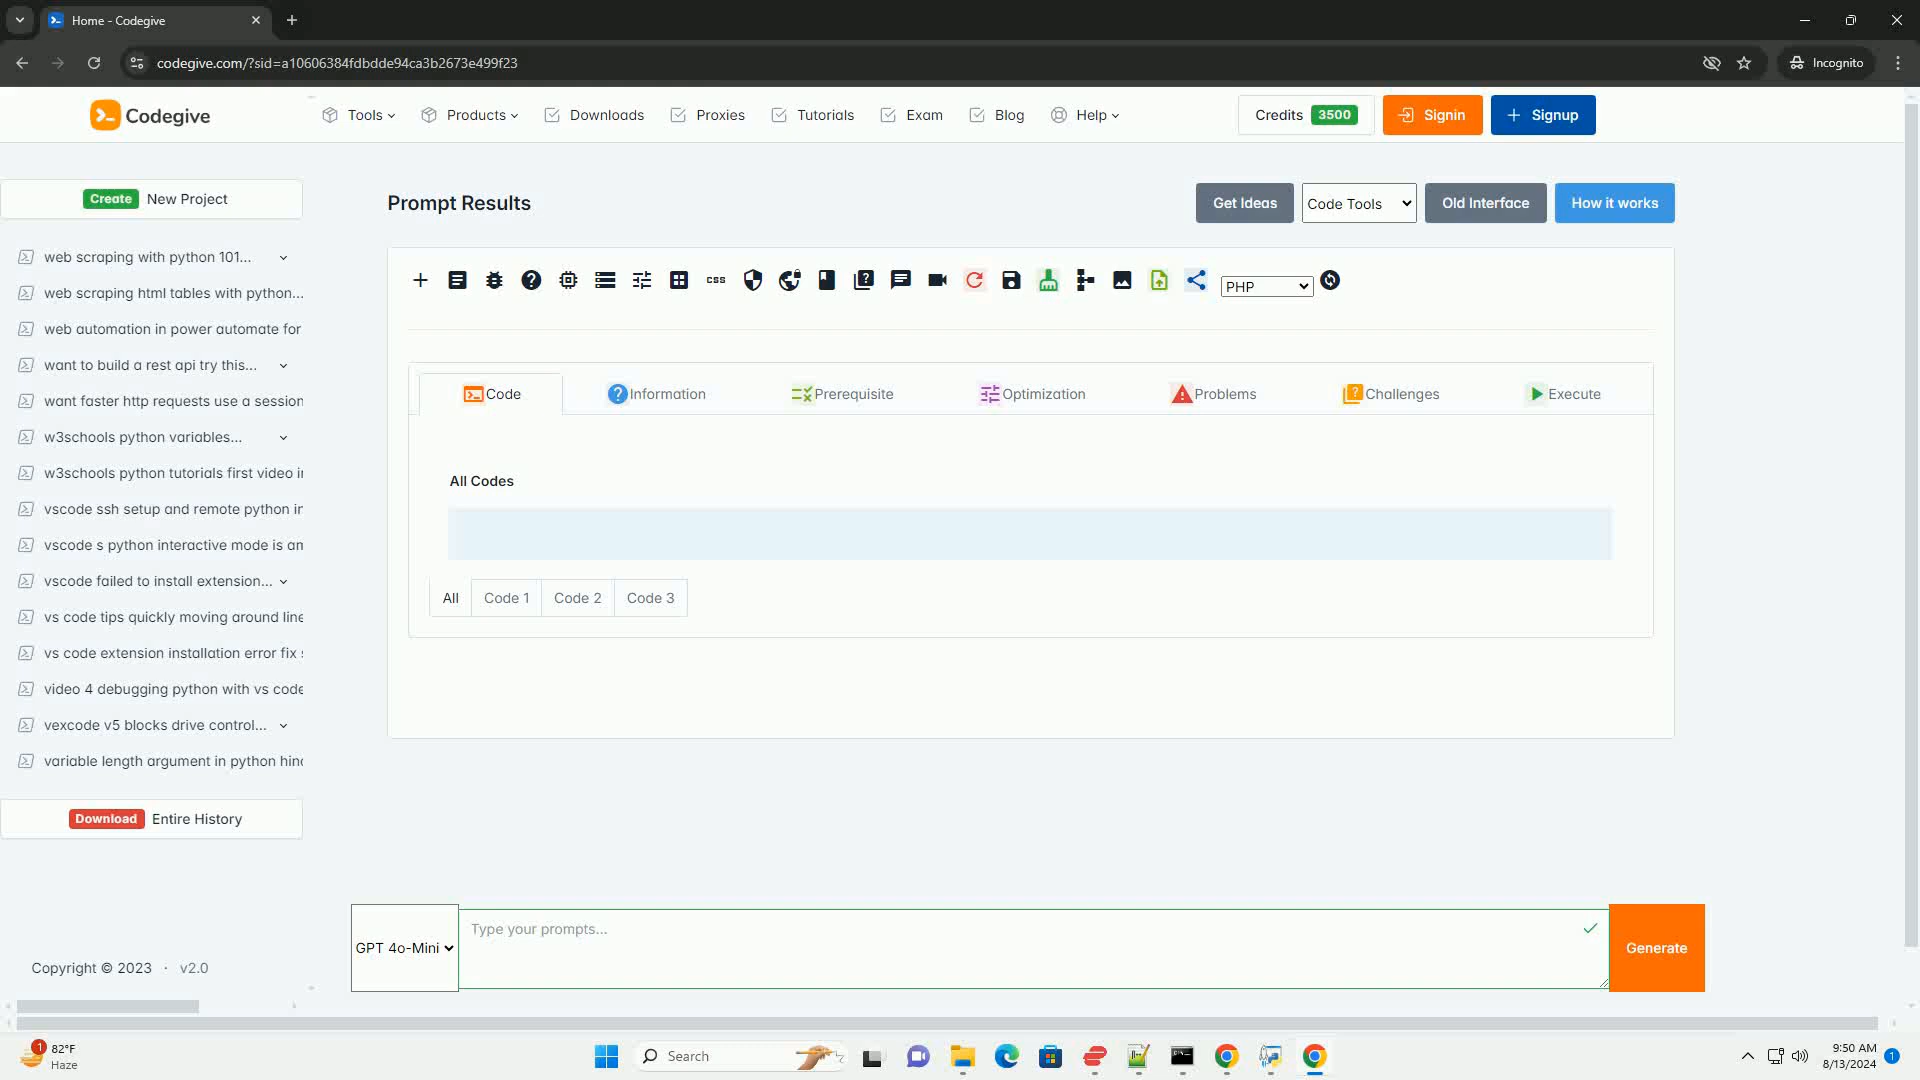 Home - Codegive
codegive.com/?sid=a10606384fdbdde94ca3b2673e499f23
Incognito
Codegive
Tools
Products
Downloads
Proxies
Tutorials
Exam
Blog
Help
Credits 3500
Signin
Signup
Create New Project
web scraping with python 101...
web scraping html tables with python...
web automation in power automate for
want to build a rest api try this...
want faster http requests use a session
w3schools python variables...
w3schools python tutorials first video i
vscode ssh setup and remote python in
vscode s python interactive mode is am
vscode failed to install extension...
vs code tips quickly moving around line
vs code extension installation error fix
video 4 debugging python with vs code
vexcode v5 blocks drive control...
variable length argument in python hin
Download Entire History
Copyright © 2023 · v2.0
Prompt Results
Get Ideas
Code Tools
Old Interface
How it works
css
PHP
Code
Information
Prerequisite
Optimization
Problems
Challenges
Execute
All Codes
All
Code 1
Code 2
Code 3
GPT 4o-Mini
Type your prompts...
Generate
1
82°F
Haze
Search
9:50 AM
8/13/2024
1